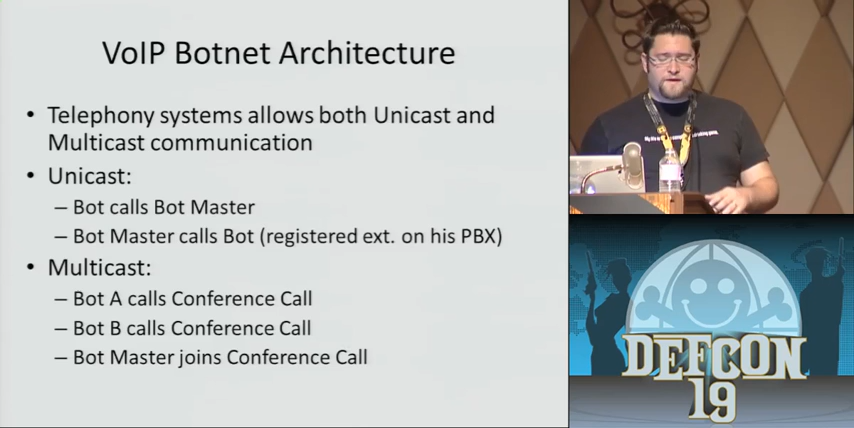 VoIP Botnet Architecture
• Telephony systems allows both Unicast and
Multicast communication
• Unicast:
– Bot calls Bot Master
– Bot Master calls Bot (registered ext. on his PBX)
• Multicast:
– Bot A calls Conference Call
– Bot B calls Conference Call
– Bot Master joins Conference Call
DEFCON
19